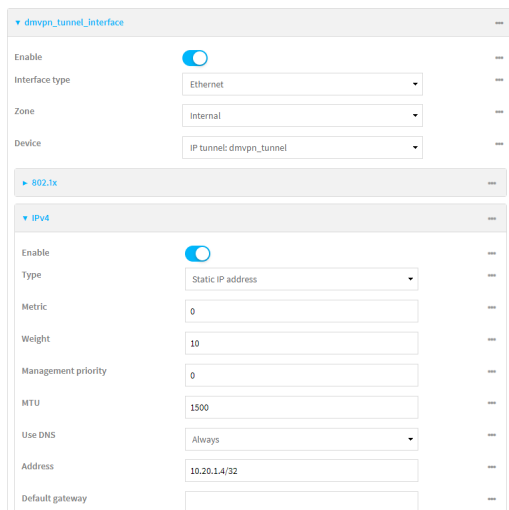 dmvpn_tunnel_interface
Enable
Interface type Ethernet
Zone Internal
Device IP tunnel: dmvpn_tunnel
802.1x
IPv4
Enable
Type Static IP address
Metric 0
Weight 10
Management priority 0
MTU 1500
Use DNS Always
Address 10.20.1.4/32
Default gateway